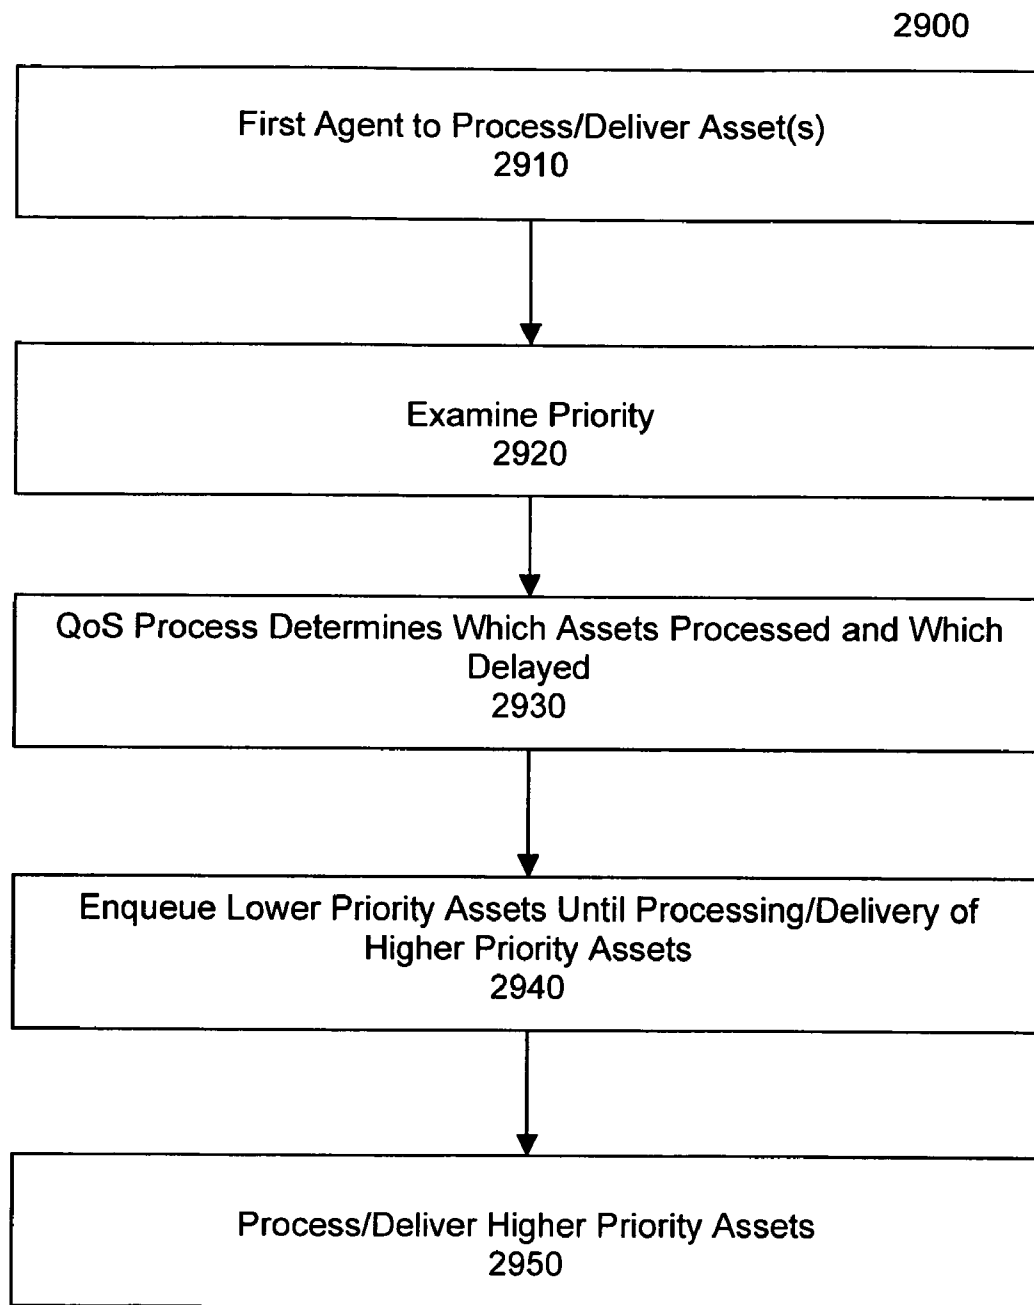 2900
First Agent to Process/Deliver Asset(s)
2910
Examine Priority
2920
QoS Process Determines Which Assets Processed and Which
Delayed
2930
Enqueue Lower Priority Assets Until Processing/Delivery of
Higher Priority Assets
2940
Process/Deliver Higher Priority Assets
2950